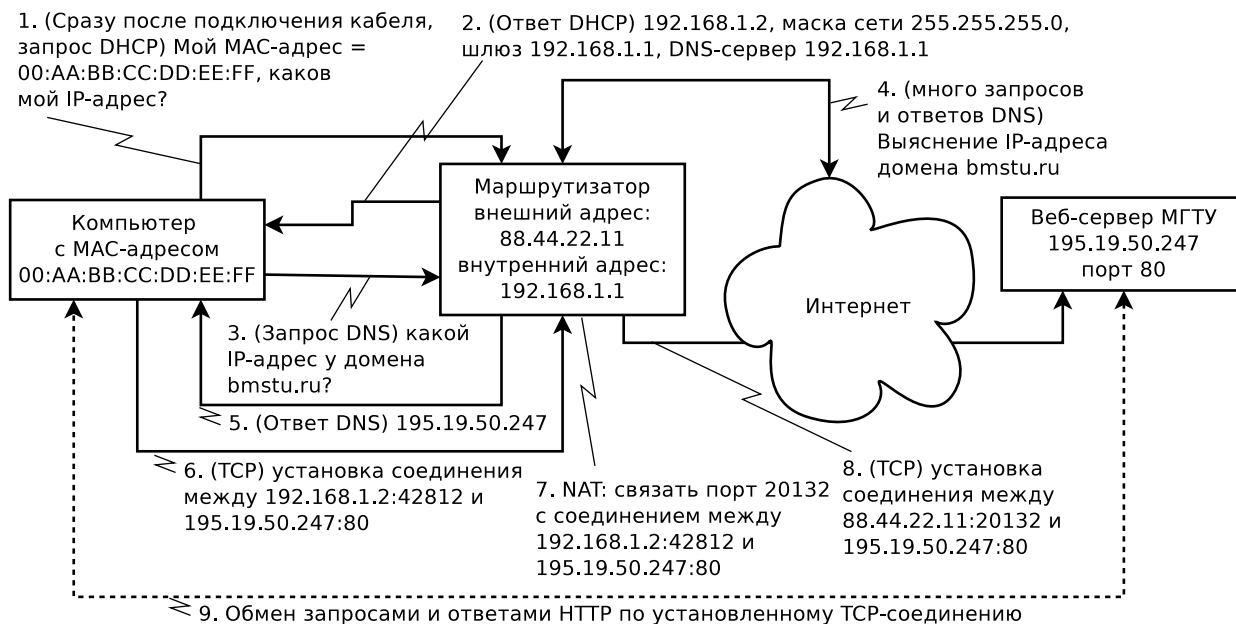 1. (Сразу после подключения кабеля,
запрос DHCP) Мой MAC-адрес =
00:AA:BB:CC:DD:EE:FF, каков
мой IP-адрес?
2. (Ответ DHCP) 192.168.1.2, маска сети 255.255.255.0,
шлюз 192.168.1.1, DNS-сервер 192.168.1.1
4. (много запросов
и ответов DNS)
Выяснение IP-адреса
домена bmstu.ru
Компьютер
с MAC-адресом
00:AA:BB:CC:DD:EE:FF
Маршрутизатор
внешний адрес:
88.44.22.11
внутренний адрес:
192.168.1.1
Интернет
Веб-сервер МГТУ
195.19.50.247
порт 80
3. (Запрос DNS) какой
IP-адрес у домена
bmstu.ru?
5. (Ответ DNS) 195.19.50.247
6. (TCP) установка соединения
между 192.168.1.2:42812 и
195.19.50.247:80
7. NAT: связать порт 20132
с соединением между
192.168.1.2:42812 и
195.19.50.247:80
8. (TCP) установка
соединения между
88.44.22.11:20132 и
195.19.50.247:80
9. Обмен запросами и ответами HTTP по установленному TCP-соединению